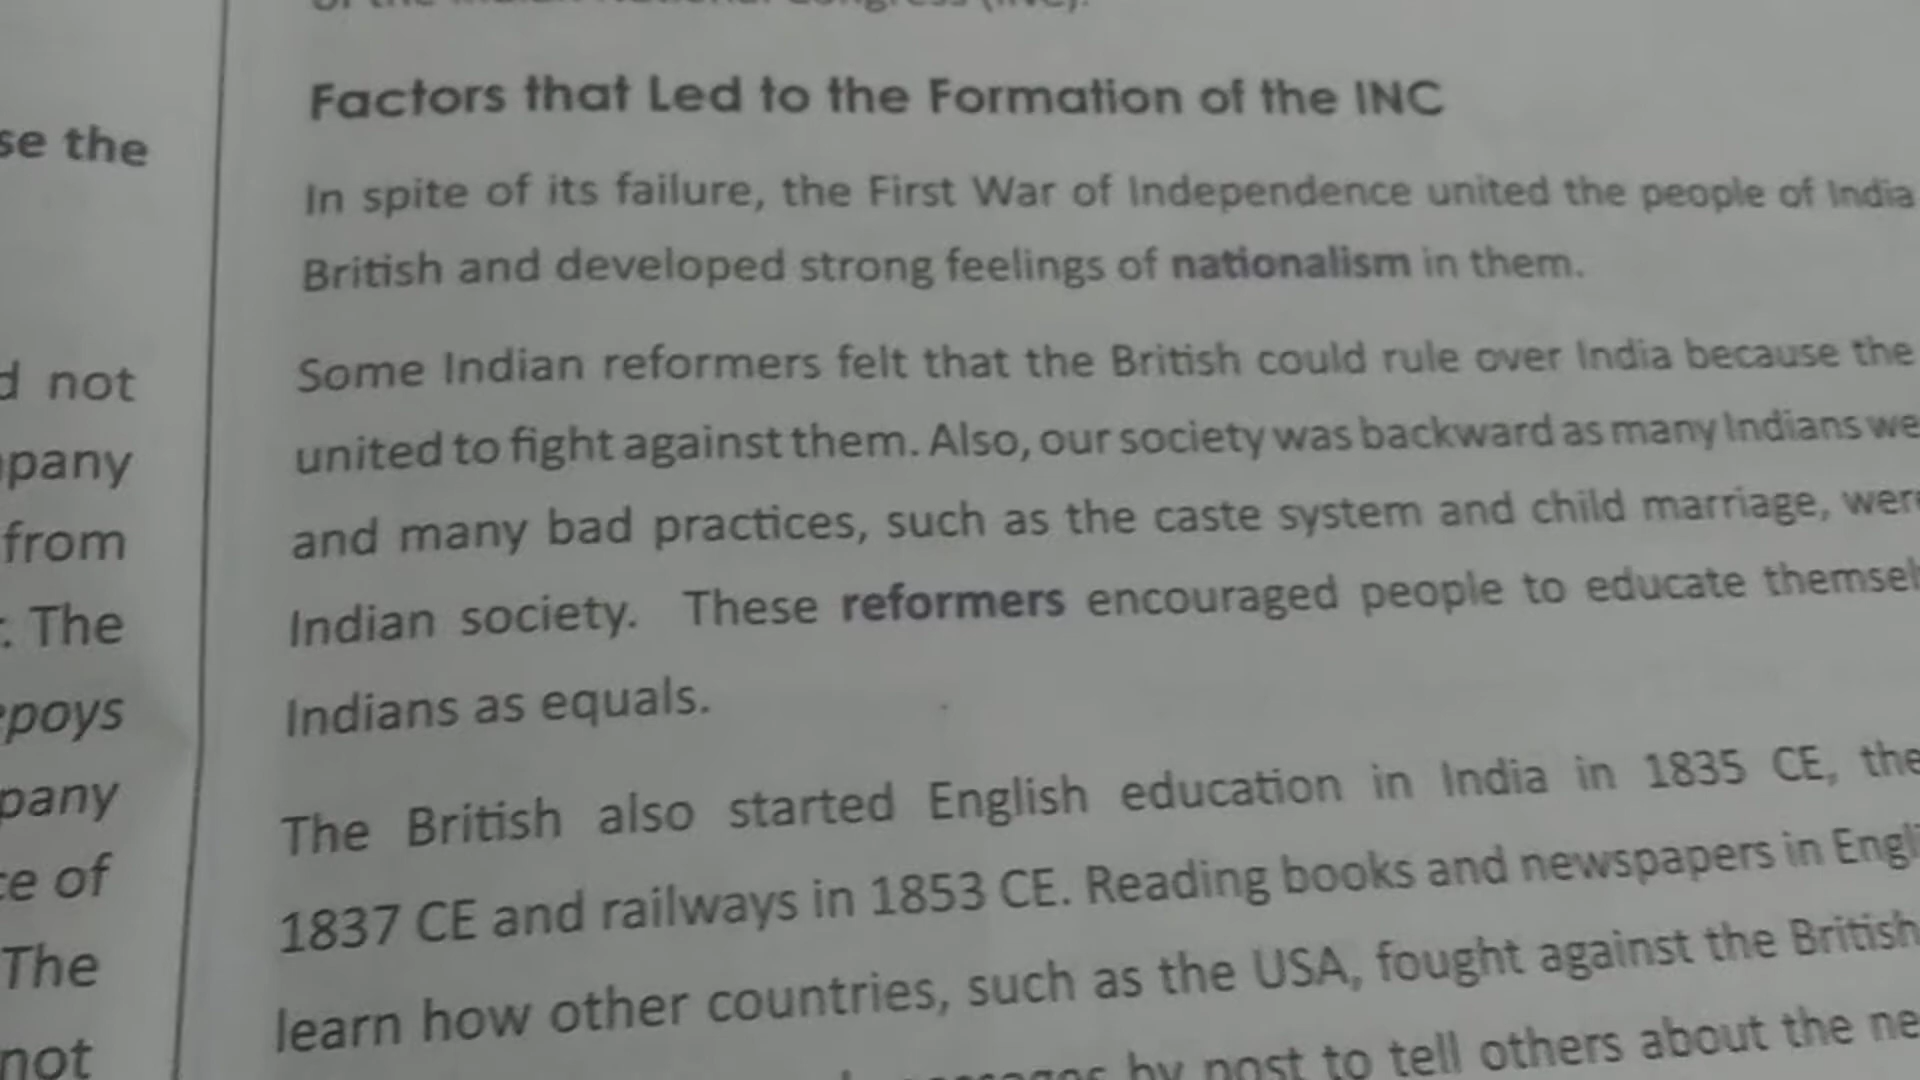 se the
not
pany
from
The
poys
pany
of
The
not
Factors that Led to the Formation of the INC
In spite of its failure, the First War of Independence united the people of India
British and developed strong feelings of nationalism in them.
Some Indian reformers felt that the British could rule over India because the
united to fight against them. Also, our society was backward as many Indians we
and many bad practices, such as the caste system and child marriage, wer
Indian society. These reformers encouraged people to educate themsel
Indians as equals.
The British also started English education in India in 1835 CE, the
1837 CE and railways in 1853 CE. Reading books and newspapers in Engli
learn how other countries, such as the USA, fought against the British
by post to tell others about the ne